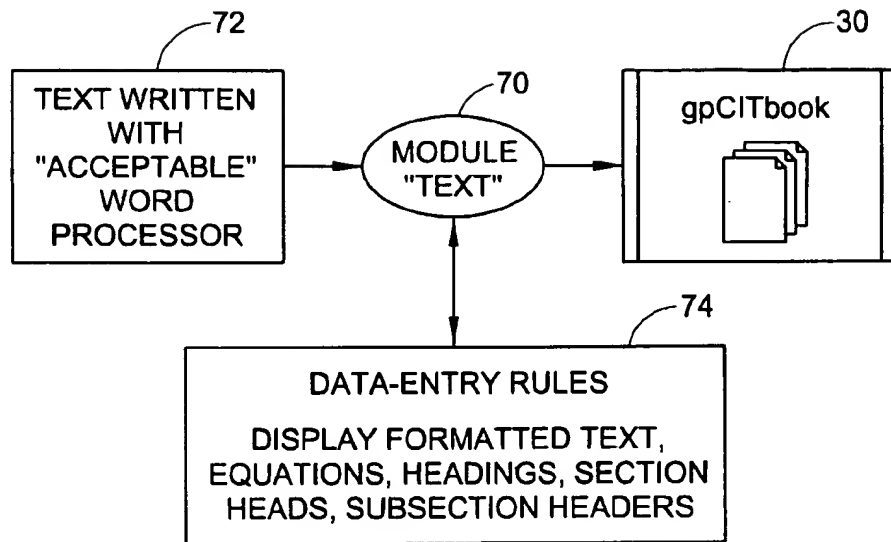 72
TEXT WRITTEN
WITH
"ACCEPTABLE"
WORD
PROCESSOR
70
MODULE
"TEXT"
30
gpCITbook
74
DATA-ENTRY RULES
DISPLAY FORMATTED TEXT,
EQUATIONS, HEADINGS, SECTION
HEADS, SUBSECTION HEADERS